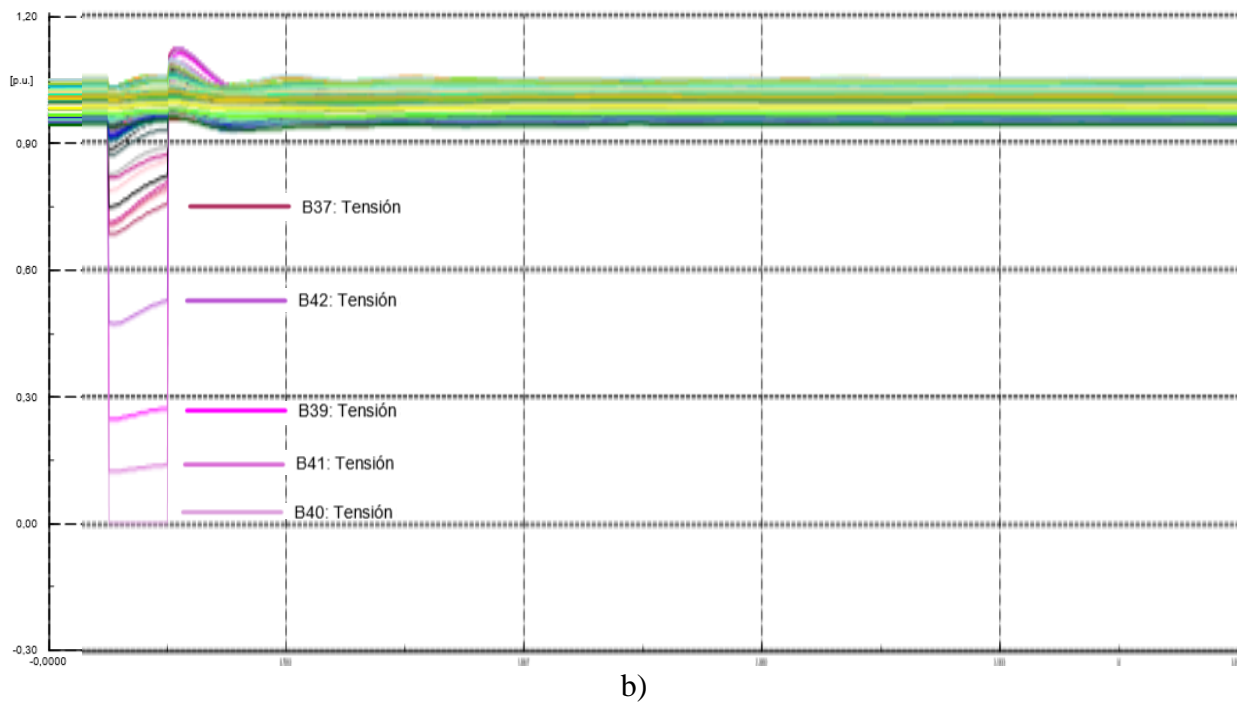 1,20
[p.u.]
0,90
B37: Tensión
0,60
B42: Tensión
0,30
B39: Tensión
B41: Tensión
B40: Tensión
0,00
-0,30
-0,0000
b)